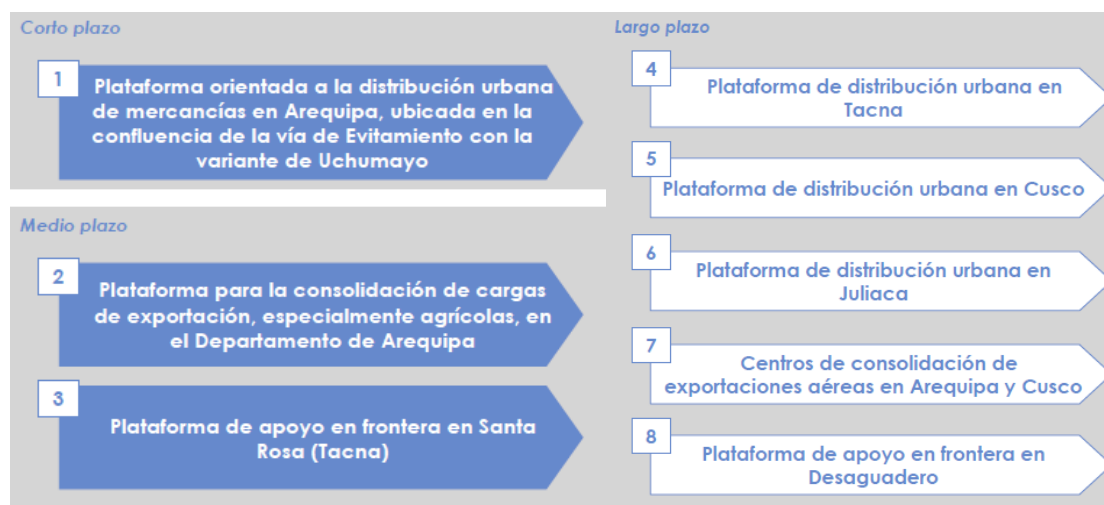 Corto plazo
1
Plataforma orientada a la distribución urbana
de mercancías en Arequipa, ubicada en la
confluencia de la vía de Evitamiento con la
variante de Uchumayo
Medio plazo
2
Plataforma para la consolidación de cargas
de exportación, especialmente agrícolas, en
el Departamento de Arequipa
3
Plataforma de apoyo en frontera en Santa
Rosa (Tacna)
Largo plazo
4
Plataforma de distribución urbana en
Tacna
5
Plataforma de distribución urbana en Cusco
6
Plataforma de distribución urbana en
Juliaca
7
Centros de consolidación de
exportaciones aéreas en Arequipa y Cusco
8
Plataforma de apoyo en frontera en
Desaguadero